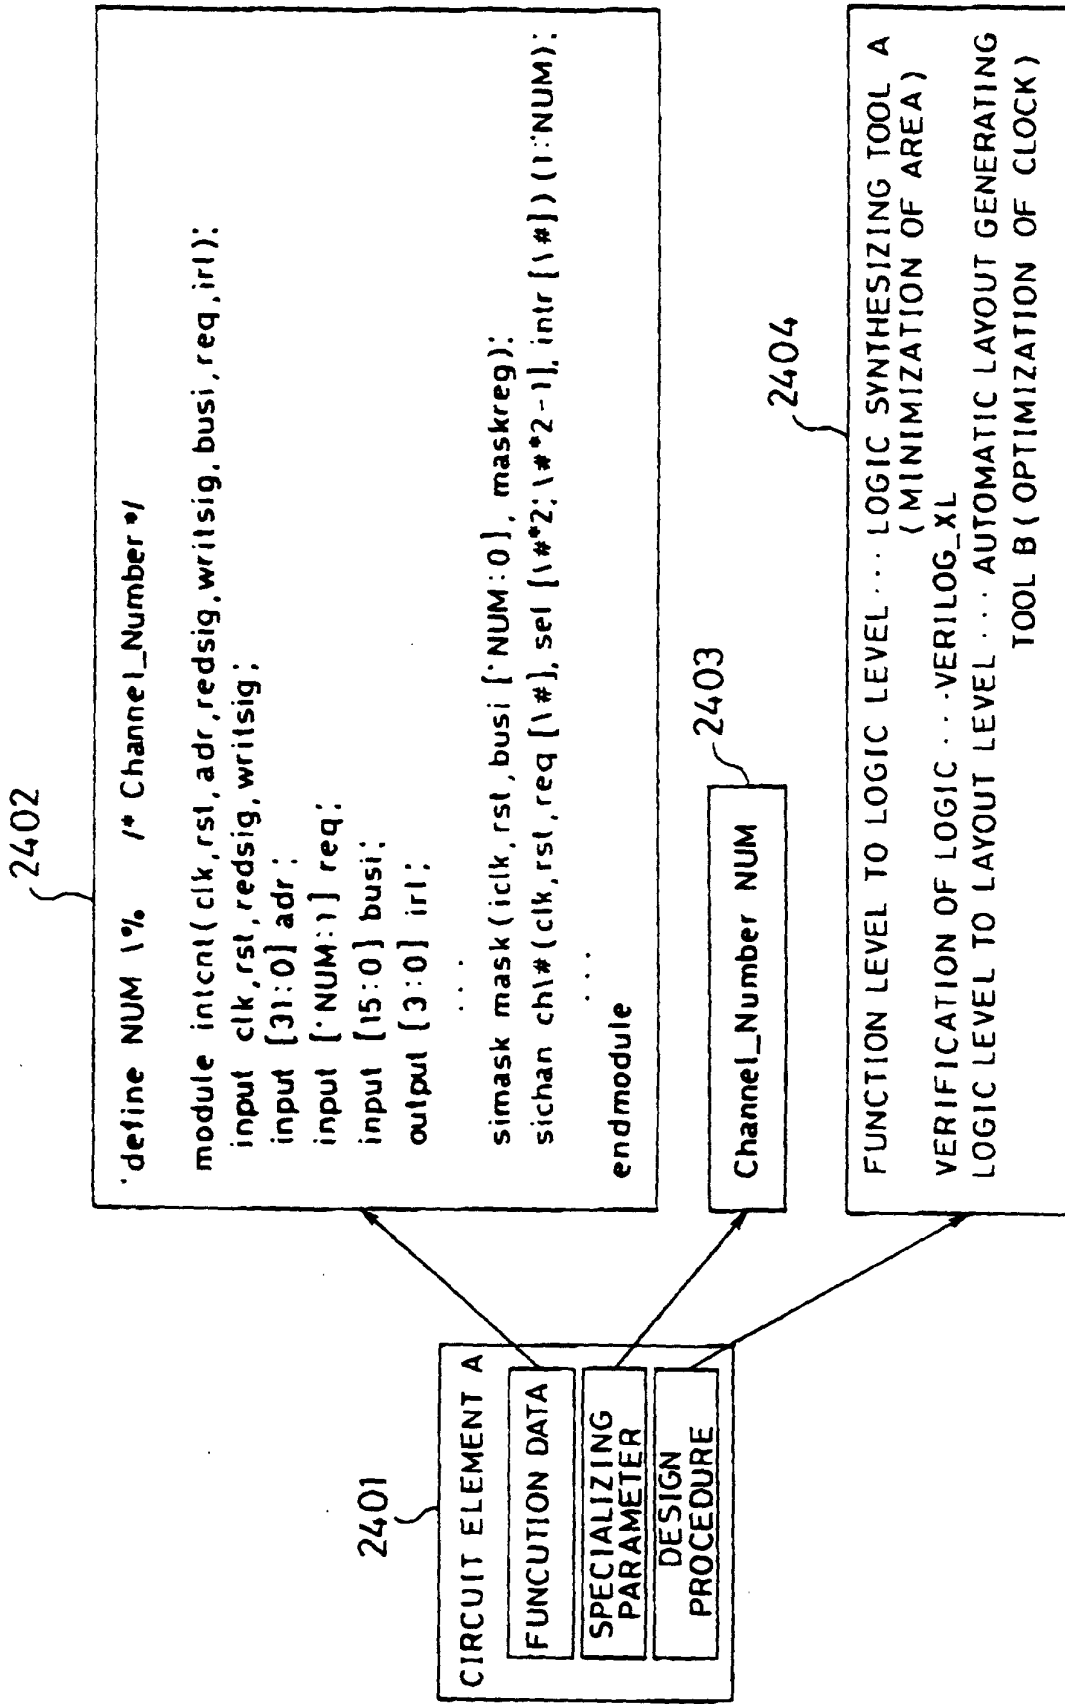 2401
CIRCUIT ELEMENT A
FUNCUTION DATA
SPECIALIZING
PARAMETER
DESIGN
PROCEDURE
2402
`define NUM \% /* Channel_Number */
module intcnt(clk,rst,adr,redsig,writsig,busi,req,irl);
input clk,rst,redsig,writsig;
input [31:0] adr;
input [`NUM:1] req;
input [15:0] busi;
output [3:0] irl;
...
simask mask(iclk,rst,busi [`NUM:0], maskreg);
sichan ch\#(clk,rst,req [\#], sel [\#*2:\#*2-1], intr [\#]) (1:`NUM);
...
endmodule
2403
Channel_Number NUM
2404
FUNCTION LEVEL TO LOGIC LEVEL ... LOGIC SYNTHESIZING TOOL A
(MINIMIZATION OF AREA)
VERIFICATION OF LOGIC ... VERILOG_XL
LOGIC LEVEL TO LAYOUT LEVEL ... AUTOMATIC LAYOUT GENERATING
TOOL B (OPTIMIZATION OF CLOCK)